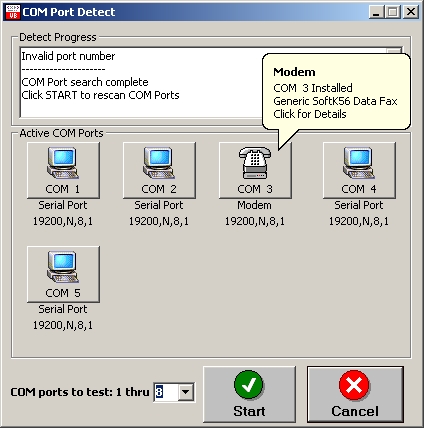 COM Port Detect
Detect Progress
Invalid port number
---------------------
COM Port search complete
Click START to rescan COM Ports
Modem
COM  3 Installed
Generic SoftK56 Data Fax
Click for Details
Active COM Ports
COM  1
Serial Port
19200,N,8,1
COM  2
Serial Port
19200,N,8,1
COM  3
Modem
19200,N,8,1
COM  4
Serial Port
19200,N,8,1
COM  5
Serial Port
19200,N,8,1
COM ports to test: 1 thru 8
Start
Cancel